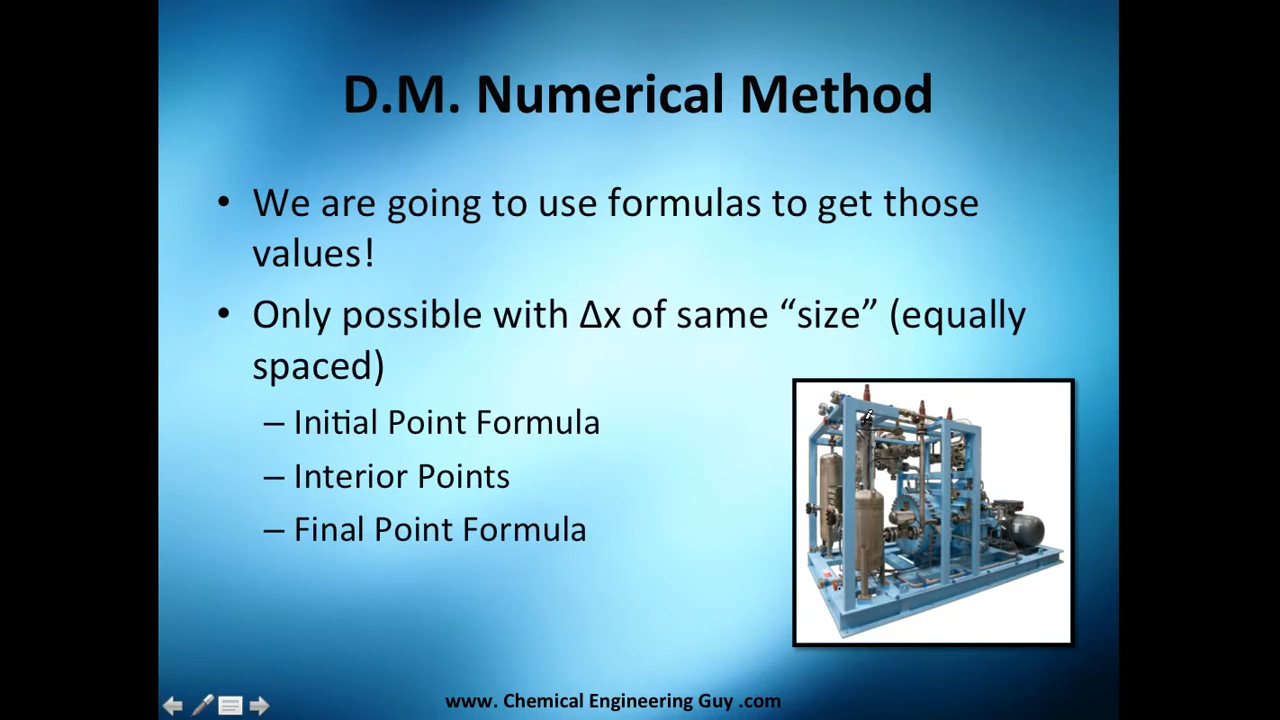 D.M. Numerical Method
• We are going to use formulas to get those
values!
• Only possible with Δx of same “size” (equally
spaced)
– Initial Point Formula
– Interior Points
– Final Point Formula
www. Chemical Engineering Guy .com